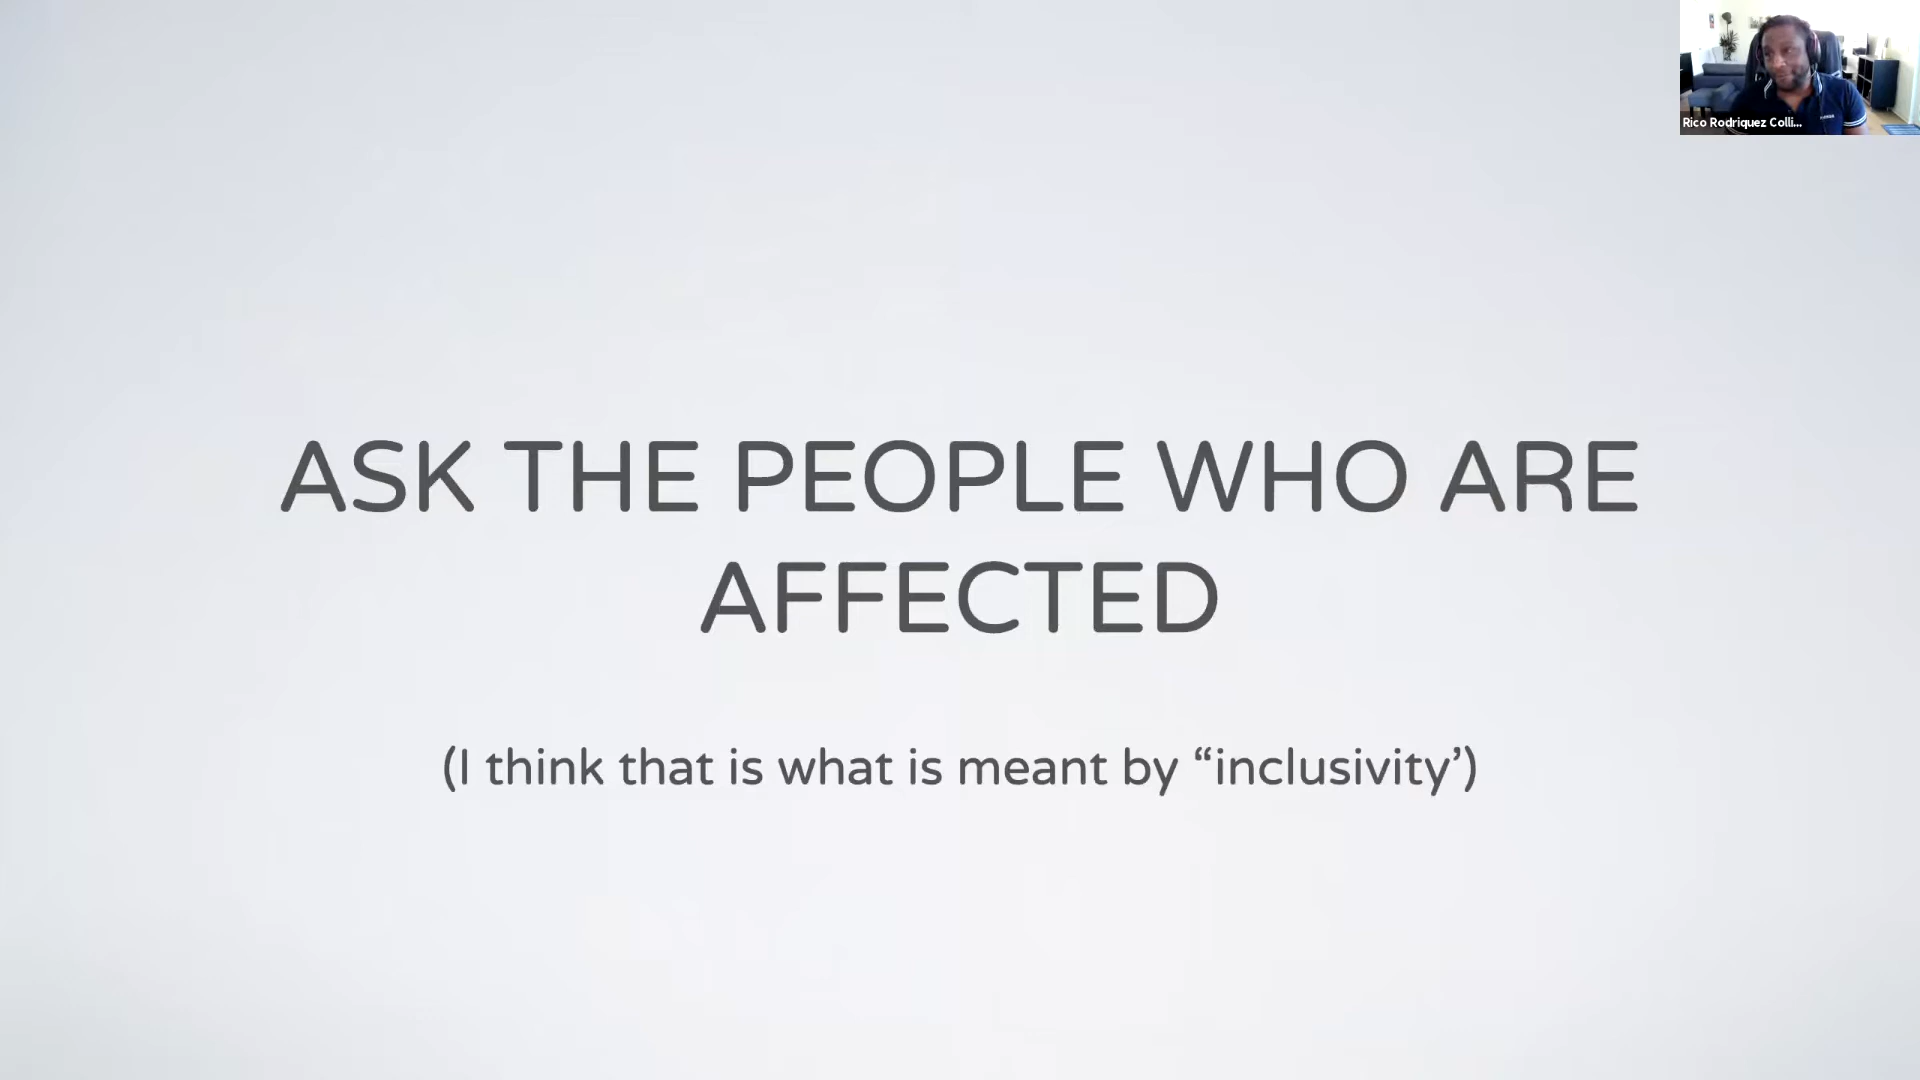 Rico Rodriquez Colli...
ASK THE PEOPLE WHO ARE
AFFECTED
(I think that is what is meant by “inclusivity’)